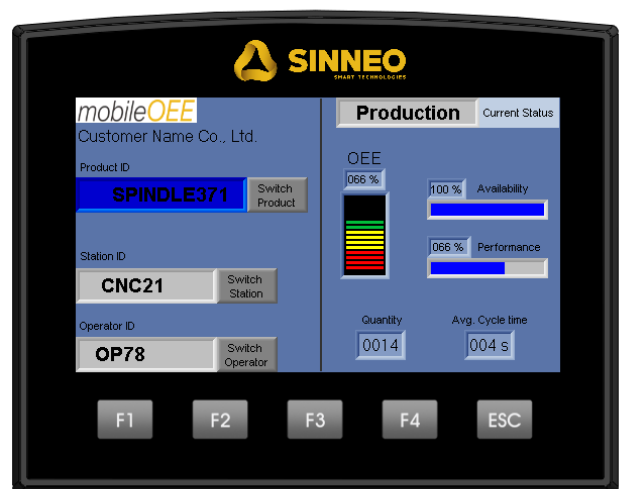 SINNEO
SMART TECHNOLOGIES
mobileOEE
Customer Name Co., Ltd.
Product ID
SPINDLE371
Switch
Product
Station ID
CNC21
Switch
Station
Operator ID
OP78
Switch
Operator
Production
Current Status
OEE
066 %
100 %
Availability
066 %
Performance
Quantity
0014
Avg. Cycle time
004 s
F1
F2
F3
F4
ESC